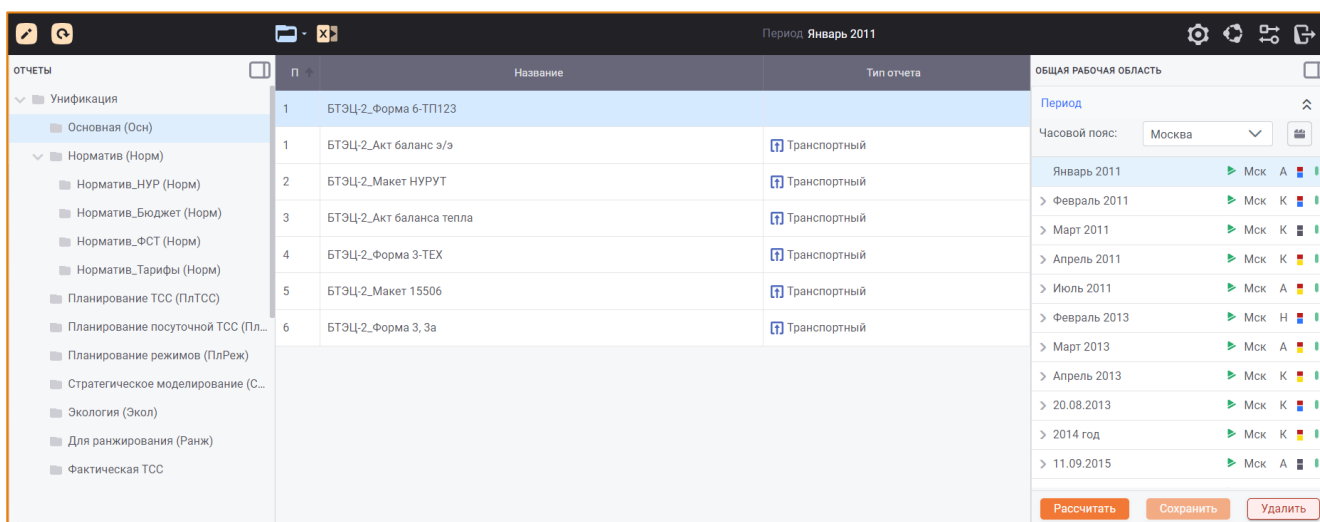 Период Январь 2011
ОТЧЕТЫ
Унификация
Основная (Осн)
Норматив (Норм)
Норматив_НУР (Норм)
Норматив_Бюджет (Норм)
Норматив_ФСТ (Норм)
Норматив_Тарифы (Норм)
Планирование ТСС (ПлТСС)
Планирование посуточной ТСС (Пл...
Планирование режимов (ПлРеж)
Стратегическое моделирование (С...
Экология (Экол)
Для ранжирования (Ранж)
Фактическая ТСС
П Название Тип отчета
1 БТЭЦ-2_Форма 6-ТП123
1 БТЭЦ-2_Акт баланс э/э Транспортный
2 БТЭЦ-2_Макет НУРУТ Транспортный
3 БТЭЦ-2_Акт баланса тепла Транспортный
4 БТЭЦ-2_Форма 3-ТЕХ Транспортный
5 БТЭЦ-2_Макет 15506 Транспортный
6 БТЭЦ-2_Форма 3, 3а Транспортный
ОБЩАЯ РАБОЧАЯ ОБЛАСТЬ
Период
Часовой пояс: Москва
Январь 2011 Мск А
Февраль 2011 Мск К
Март 2011 Мск К
Апрель 2011 Мск К
Июль 2011 Мск А
Февраль 2013 Мск Н
Март 2013 Мск А
Апрель 2013 Мск К
20.08.2013 Мск К
2014 год Мск К
11.09.2015 Мск А
Рассчитать Сохранить Удалить